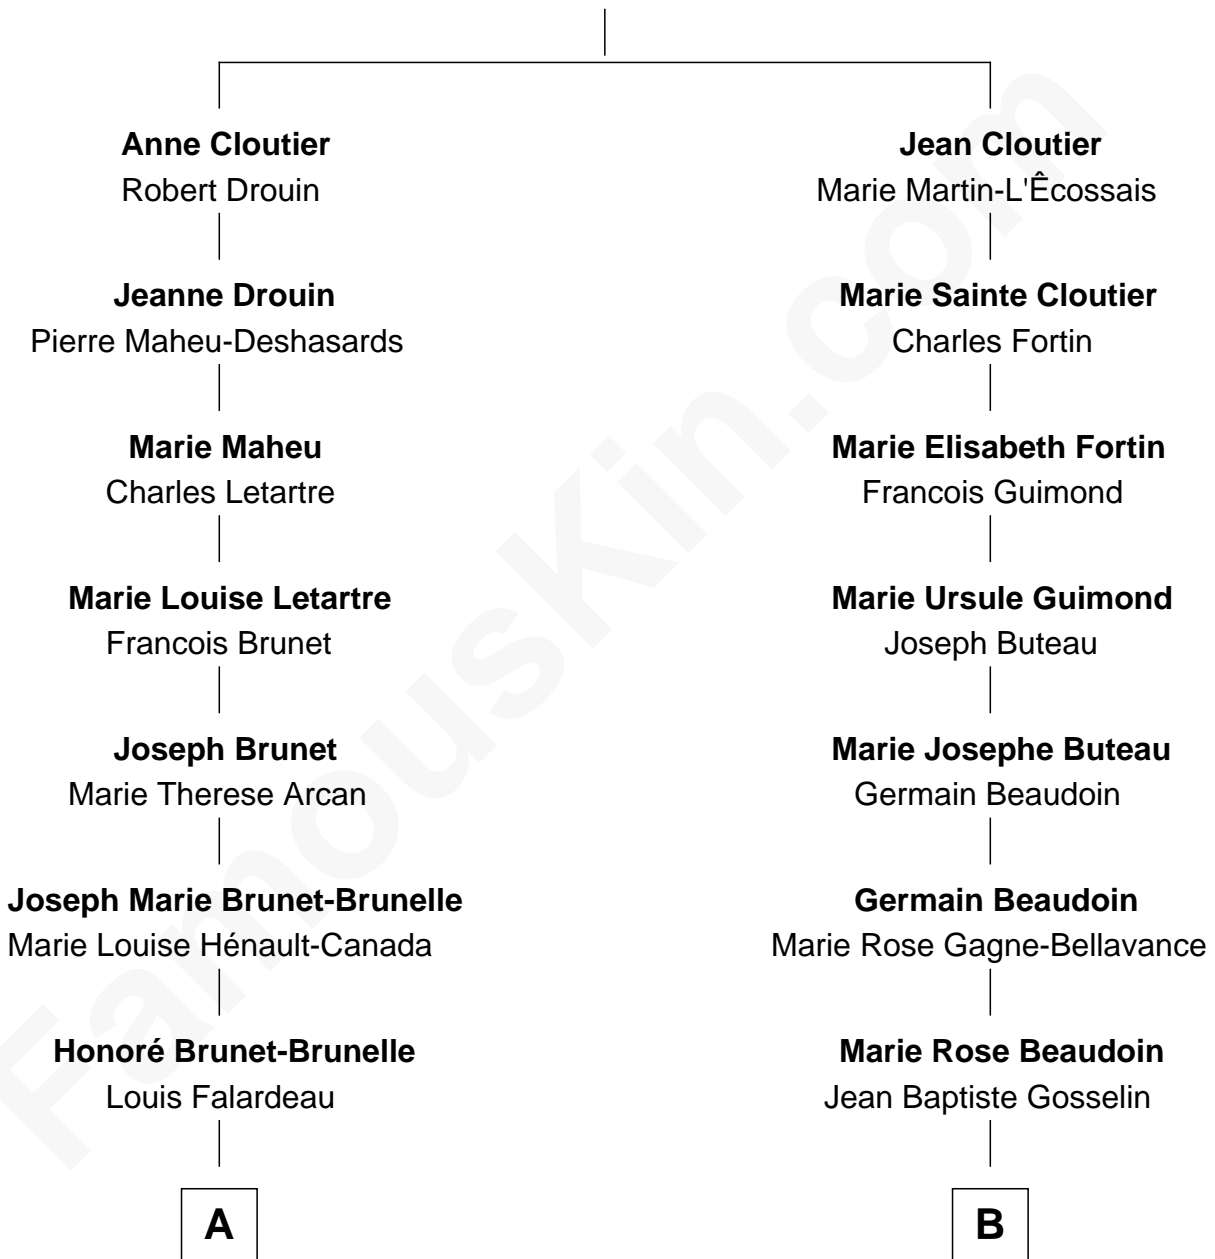 Anne Cloutier
Robert Drouin
Jeanne Drouin
Pierre Maheu-Deshasards
Marie Maheu
Charles Letartre
Marie Louise Letartre
Francois Brunet
Joseph Brunet
Marie Therese Arcan
Joseph Marie Brunet-Brunelle
Marie Louise Hénault-Canada
Honoré Brunet-Brunelle
Louis Falardeau
A
Jean Cloutier
Marie Martin-L'Êcossais
Marie Sainte Cloutier
Charles Fortin
Marie Elisabeth Fortin
Francois Guimond
Marie Ursule Guimond
Joseph Buteau
Marie Josephe Buteau
Germain Beaudoin
Germain Beaudoin
Marie Rose Gagne-Bellavance
Marie Rose Beaudoin
Jean Baptiste Gosselin
B
FamousKin.com